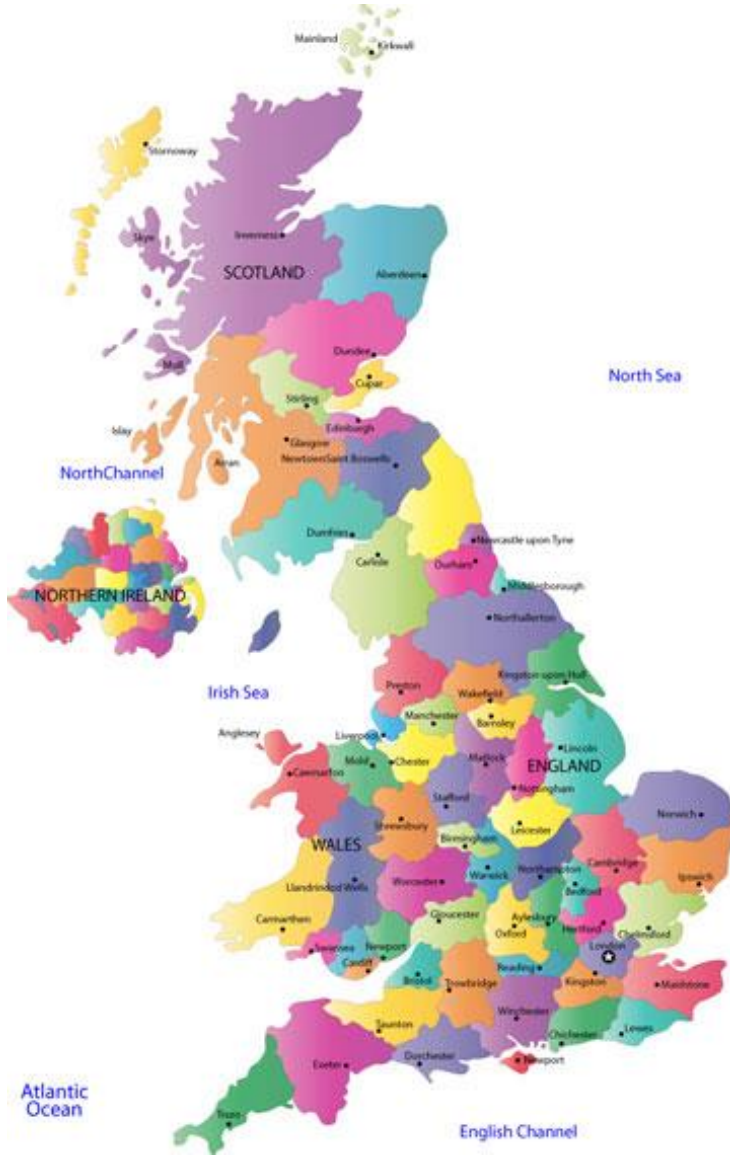 Mainland
Kirkwall
Stornoway
Skye
Inverness
SCOTLAND
Aberdeen
Mull
Dundee
Cupar
Stirling
North Sea
Islay
Edinburgh
Glasgow
Arran
NewtownSaint Boswells
NorthChannel
Dumfries
Newcastle upon Tyne
Carlisle
Durham
Middlesborough
NORTHERN IRELAND
Northallerton
Kingston upon Hull
Irish Sea
Preston
Wakefield
Manchester
Barnsley
Anglesey
Liverpool
Lincoln
Mold
Chester
Matlock
ENGLAND
Caernarfon
Nottingham
Stafford
Norwich
Shrewsbury
Leicester
WALES
Birmingham
Warwick
Northampton
Cambridge
Llandrindod Wells
Worcester
Bedford
Ipswich
Gloucester
Aylesbury
Carmarthen
Oxford
Hertford
Chelmsford
Swansea
Newport
London
Cardiff
Reading
Bristol
Trowbridge
Kingston
Maidstone
Winchester
Taunton
Chichester
Lewes
Dorchester
Newport
Exeter
Atlantic
Ocean
Truro
English Channel